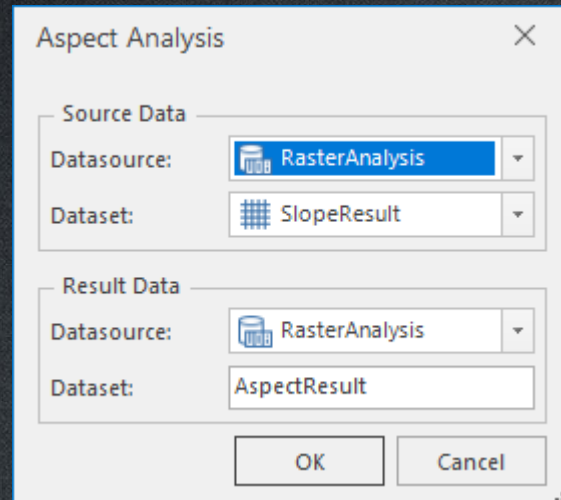 Aspect Analysis
Source Data
Datasource: RasterAnalysis
Dataset: SlopeResult
Result Data
Datasource: RasterAnalysis
Dataset: AspectResult
OK Cancel